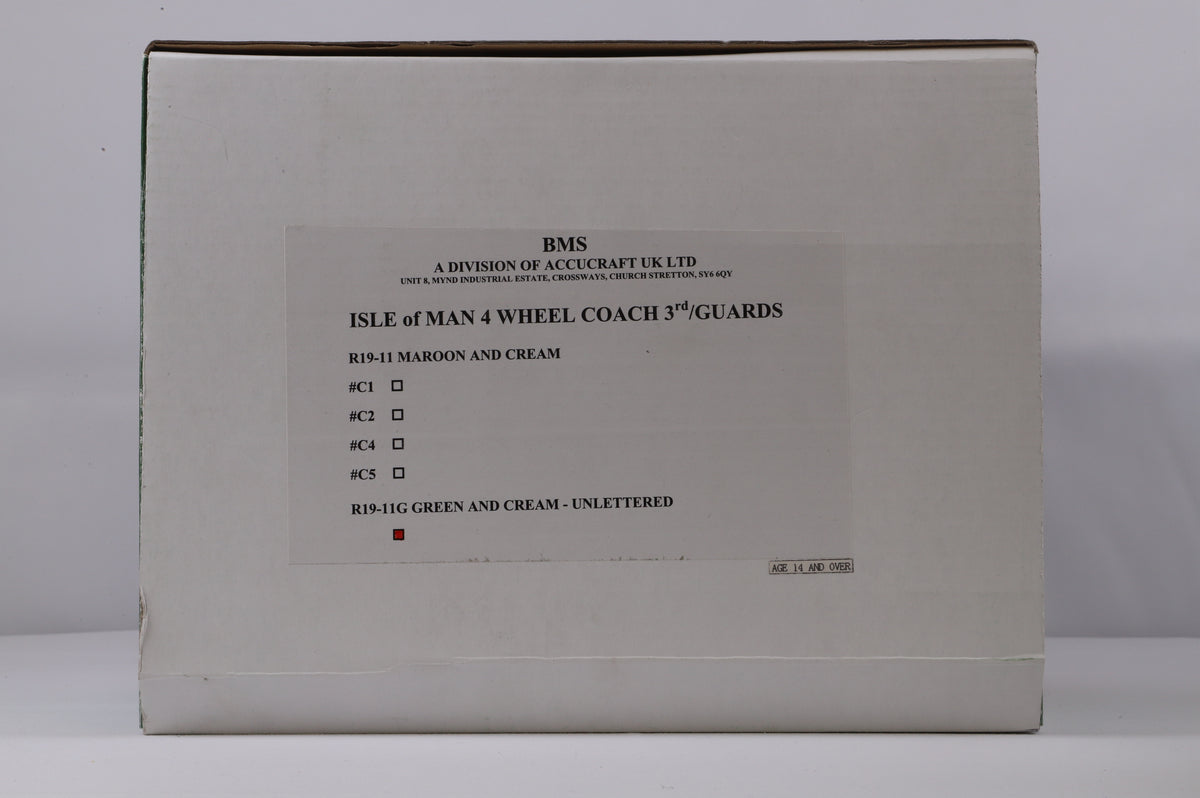 BMS
A DIVISION OF ACCUCRAFT UK LTD
UNIT 8, MYND INDUSTRIAL ESTATE, CROSSWAYS, CHURCH STRETTON, SY6 6QY
ISLE of MAN 4 WHEEL COACH 3rd/GUARDS
R19-11 MAROON AND CREAM
#C1
#C2
#C4
#C5
R19-11G GREEN AND CREAM - UNLETTERED
AGE 14 AND OVER